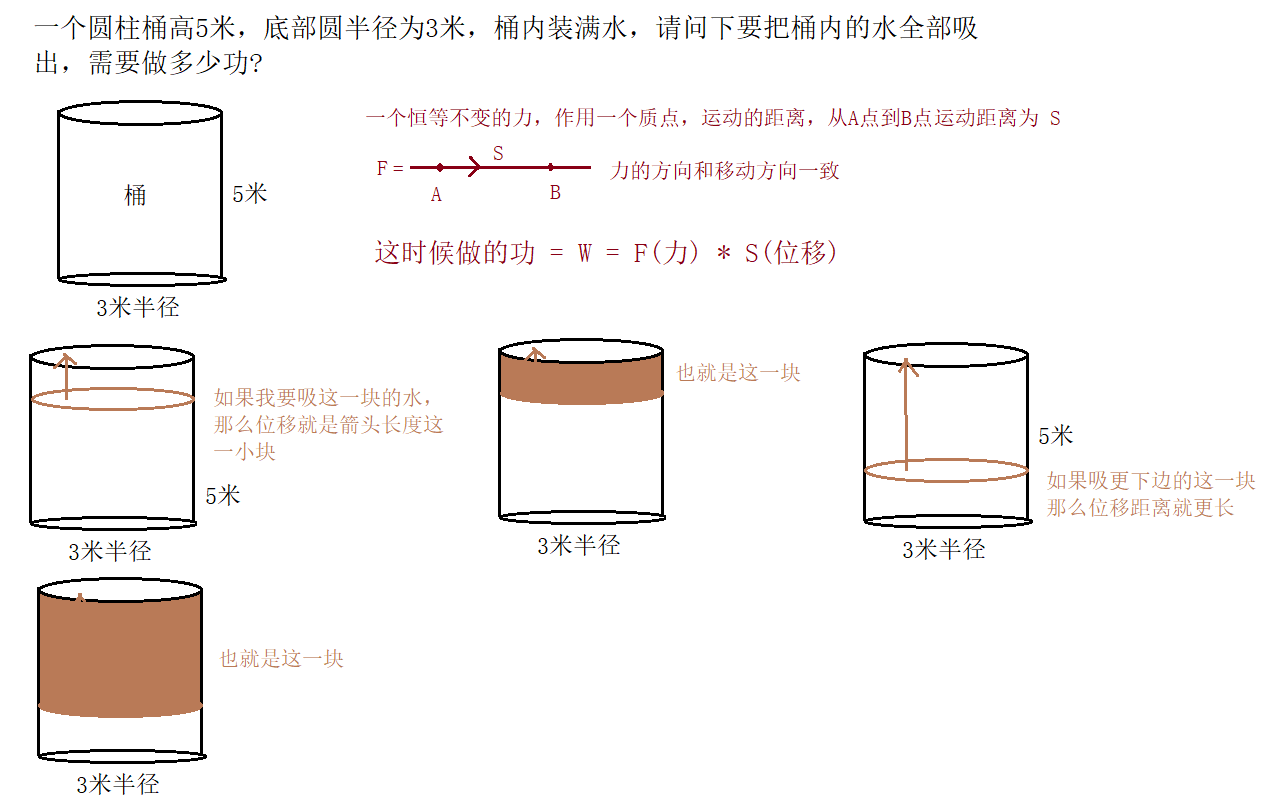 一个圆柱桶高5米，底部圆半径为3米，桶内装满水，请问下要把桶内的水全部吸
出，需要做多少功?
一个恒等不变的力，作用一个质点，运动的距离，从A点到B点运动距离为 S
S
F=
力的方向和移动方向一致
A
B
桶
5米
这时候做的功 = W = F(力) * S(位移)
3米半径
如果我要吸这一块的水，
那么位移就是箭头长度这
一小块
5米
3米半径
也就是这一块
3米半径
5米
如果吸更下边的这一块
那么位移距离就更长
3米半径
也就是这一块
3米半径